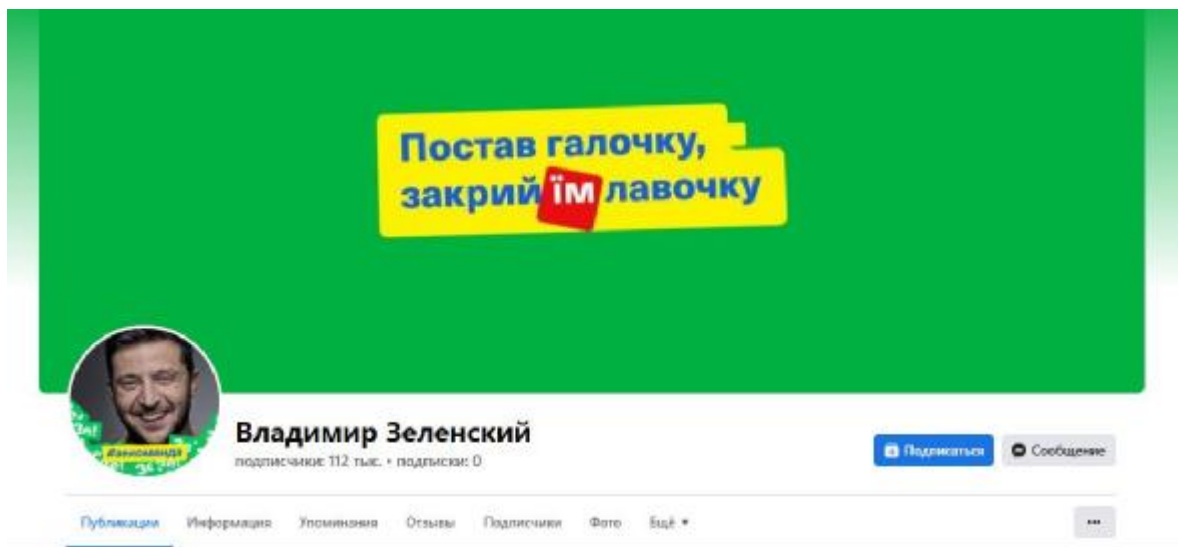 Постав галочку,
закрий їм лавочку
#зекоманда
Владимир Зеленский
подписчики: 112 тыс. • подписки: 0
Подписаться
Сообщение
Публикации Информация Упоминания Отзывы Подписчики Фото Ещё